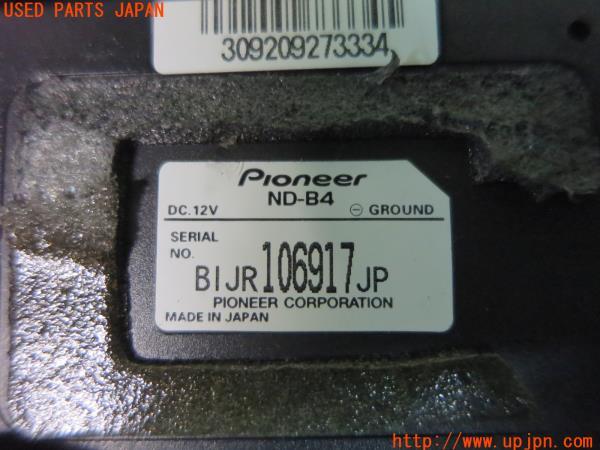 USED PARTS JAPAN
309209273334
Pioneer
ND-B4
DC.12V ⊖ GROUND
SERIAL
NO. BIJR106917JP
PIONEER CORPORATION
MADE IN JAPAN
http://www.upjpn.com/